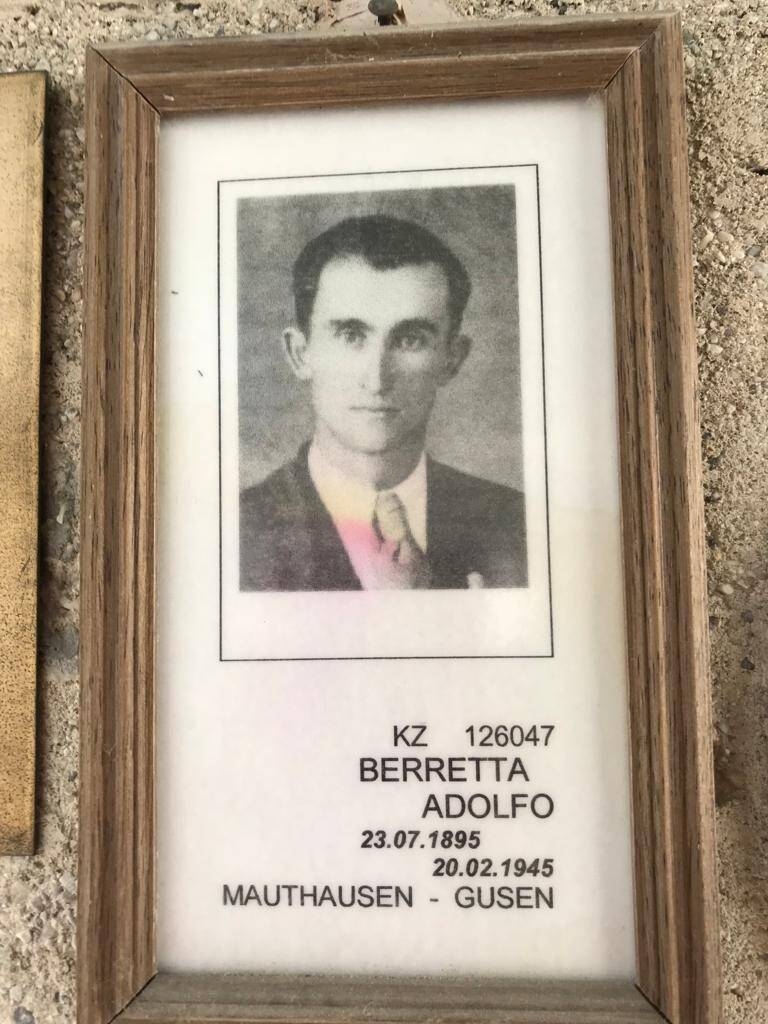 KZ 126047
BERRETTA
ADOLFO
23.07.1895
20.02.1945
MAUTHAUSEN - GUSEN